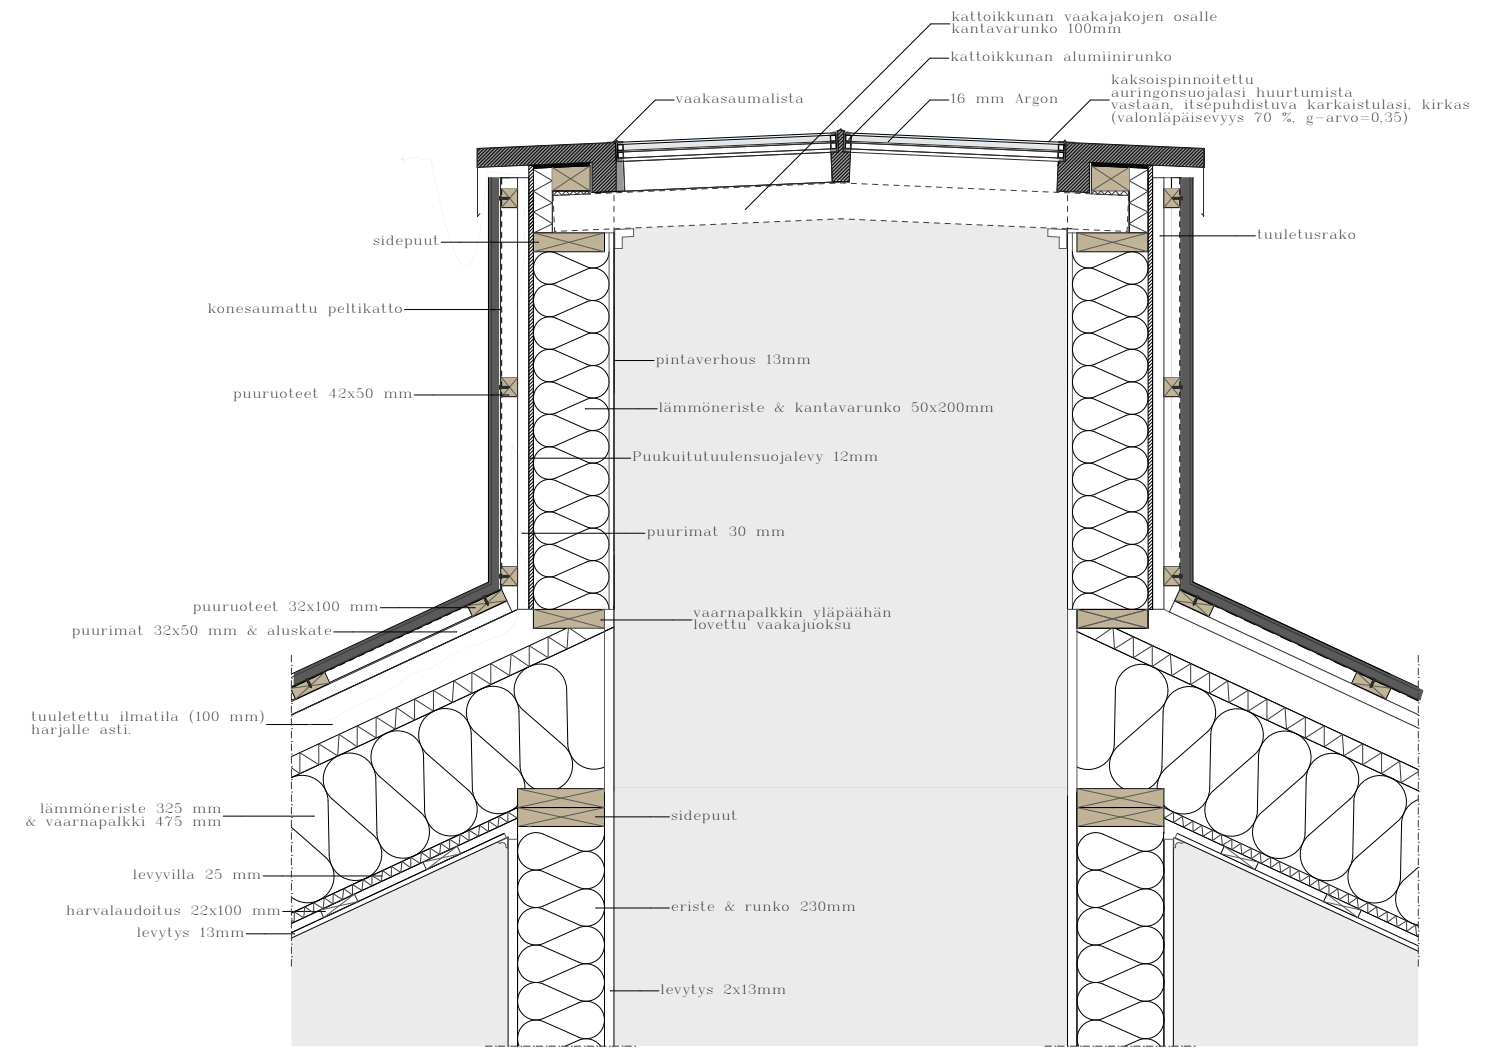 kattoikkunan vaakajakojen osalle
kantavarunko 100mm
kattoikkunan alumiinirunko
kaksoispinnoitettu
auringonsuojalasi huurtumista
vastaan, itsepuhdistuva karkaistulasi, kirkas
(valonläpäisevyys 70 %, g-arvo=0,35)
vaakasaumalista
16 mm Argon
sidepuut
tuuletusrako
konesaumattu peltikatto
pintaverhous 13mm
puuruoteet 42x50 mm
lämmöneriste & kantavarunko 50x200mm
Puukuitutuulensuojalevy 12mm
puurimat 30 mm
puuruoteet 32x100 mm
vaarnapalkkin yläpäähän
lovettu vaakajuoksu
puurimat 32x50 mm & aluskate
tuuletettu ilmatila (100 mm)
harjalle asti.
lämmöneriste 325 mm
& vaarnapalkki 475 mm
sidepuut
levyvilla 25 mm
harvalaudoitus 22x100 mm
eriste & runko 230mm
levytys 13mm
levytys 2x13mm